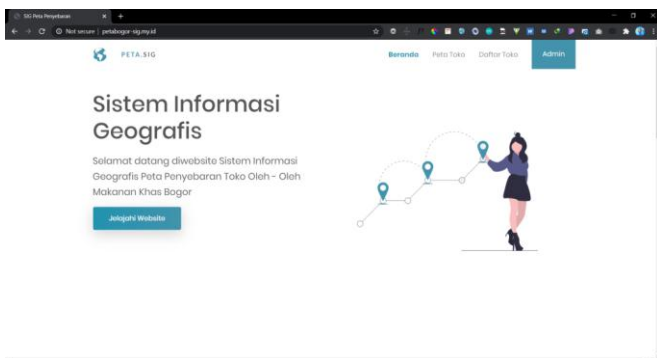 SIG Peta Penyebaran
Not secure | petabogor-sig.my.id
PETA.SIG
Beranda
Peta Toko
Daftar Toko
Admin
Sistem Informasi
Geografis
Selamat datang diwebsite Sistem Informasi
Geografis Peta Penyebaran Toko Oleh - Oleh
Makanan Khas Bogor
Jelajahi Website